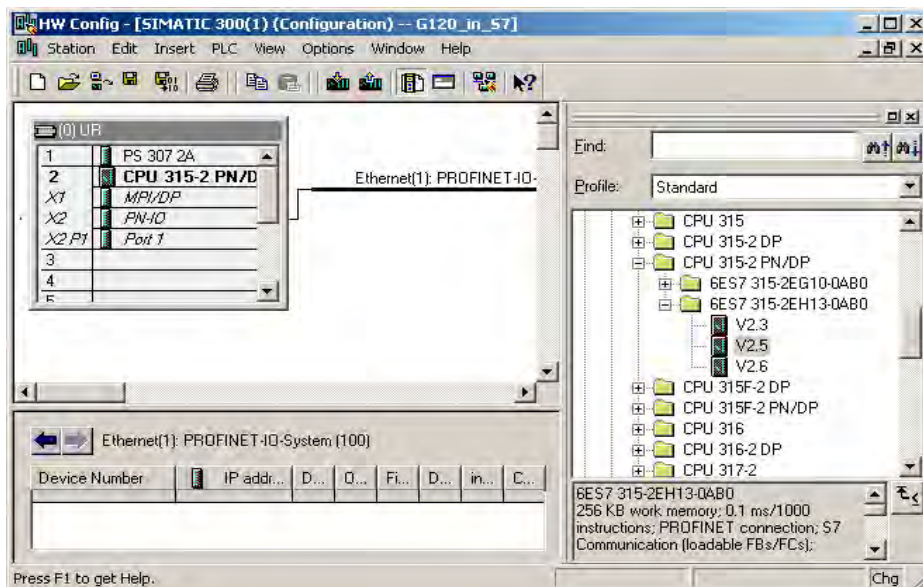 HW Config - [SIMATIC 300(1) (Configuration) -- G120_in_S7]
Station Edit Insert PLC View Options Window Help
(0) UR
1 PS 307 2A
2 CPU 315-2 PN/D
X1 MPI/DP
X2 PN-IO
X2 P1 Port 1
3
4
5
Ethernet(1): PROFINET-IO-
Ethernet(1): PROFINET-IO-System (100)
Device Number IP addr... D... O... Fi... D... in... C...
Find:
Profile: Standard
CPU 315
CPU 315-2 DP
CPU 315-2 PN/DP
6ES7 315-2EG10-0AB0
6ES7 315-2EH13-0AB0
V2.3
V2.5
V2.6
CPU 315F-2 DP
CPU 315F-2 PN/DP
CPU 316
CPU 316-2 DP
CPU 317-2
6ES7 315-2EH13-0AB0
256 KB work memory; 0.1 ms/1000
instructions; PROFINET connection; S7
Communication (loadable FBs/FCs);
Press F1 to get Help.
Chg